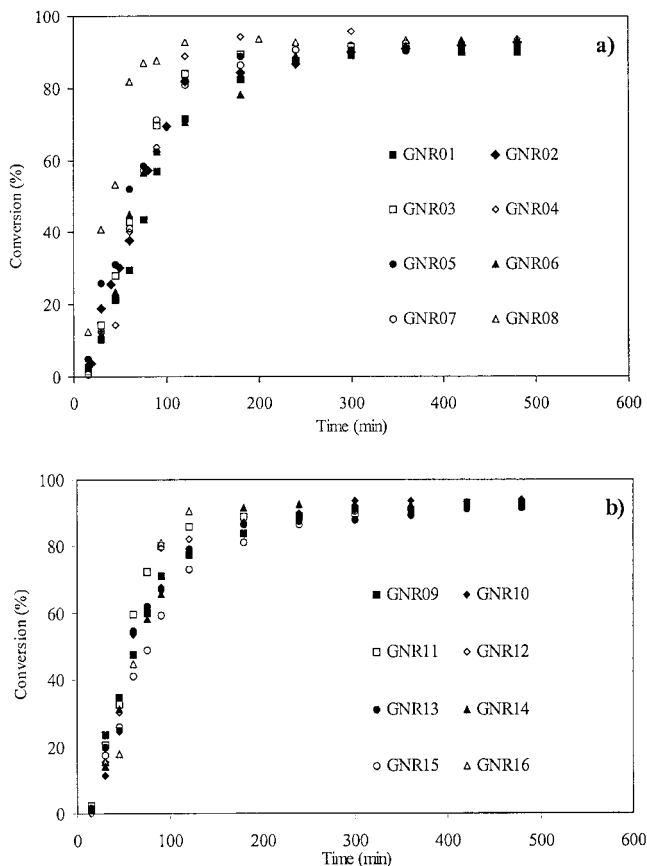 100
a)
80
60
GNR01 GNR02
Conversion (%)
40
GNR03 GNR04
GNR05 GNR06
20
GNR07 GNR08
0
0 100 200 300 400 500 600
Time (min)
100
b)
80
60
GNR09 GNR10
Conversion (%)
GNR11 GNR12
40
GNR13 GNR14
20
GNR15 GNR16
0
0 100 200 300 400 500 600
Time (min)